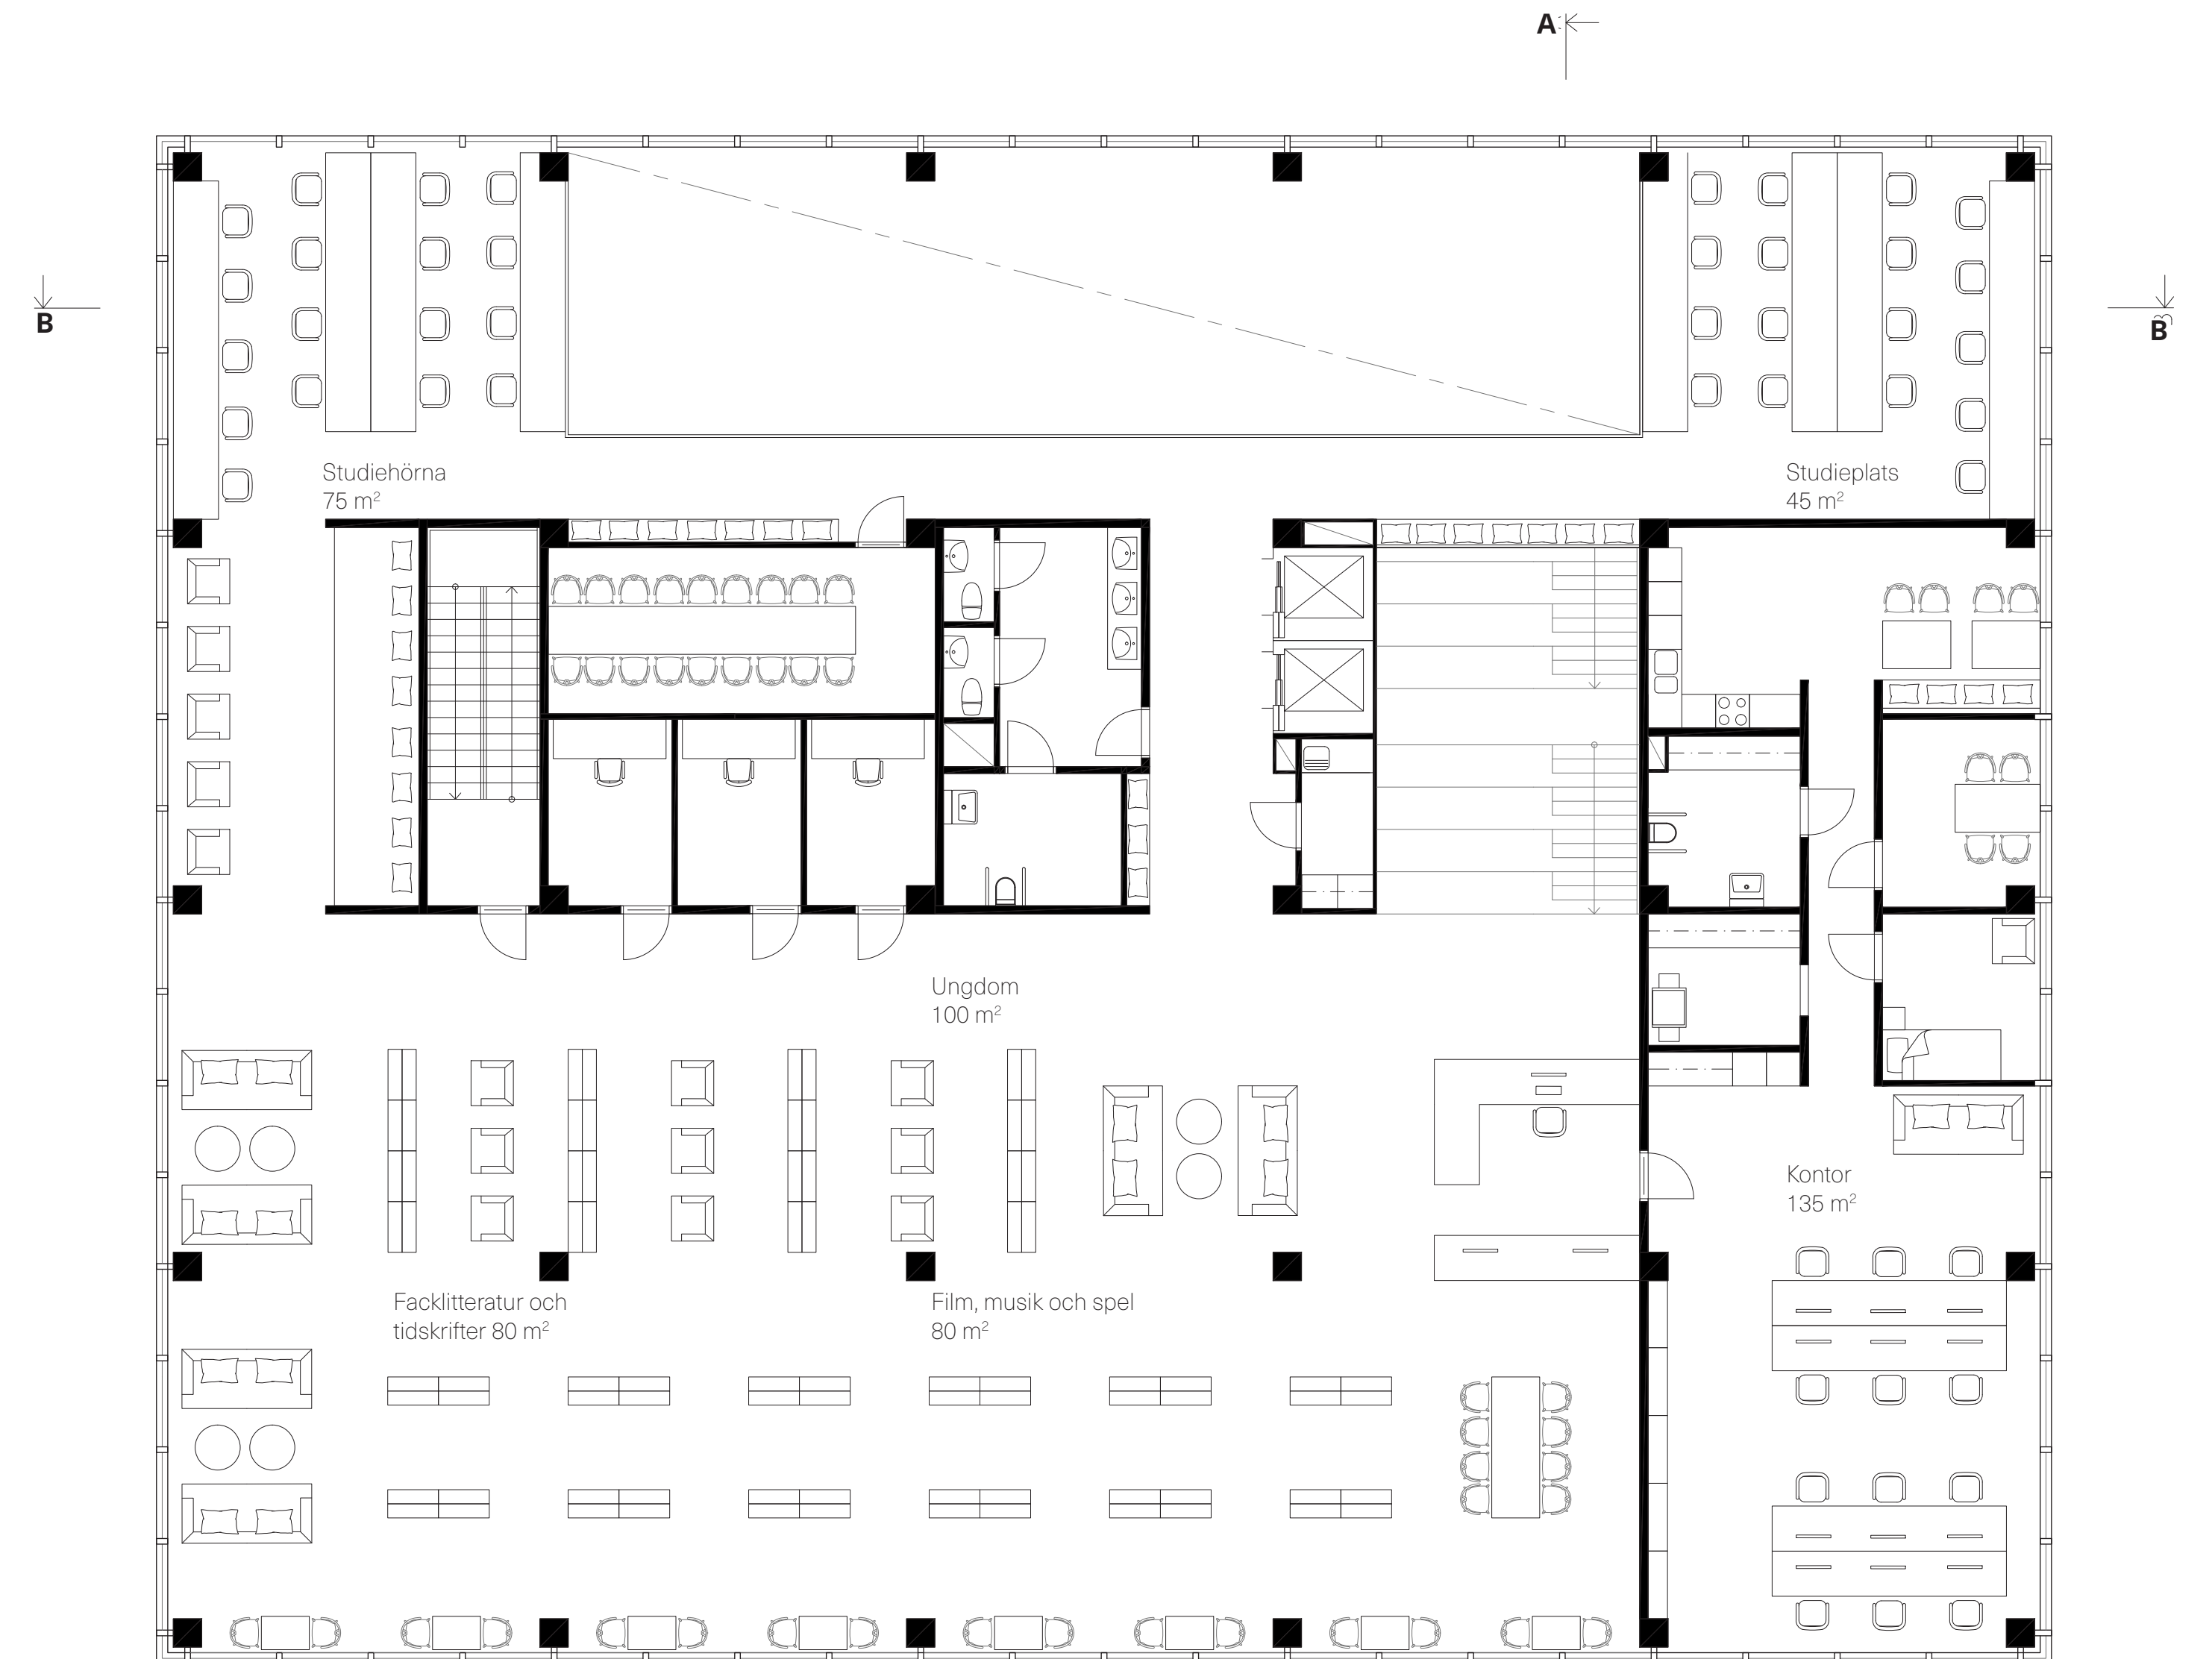 A
B
B
Studiehörna
75 m²
Studieplats
45 m²
Ungdom
100 m²
Kontor
135 m²
Facklitteratur och
tidskrifter 80 m²
Film, musik och spel
80 m²